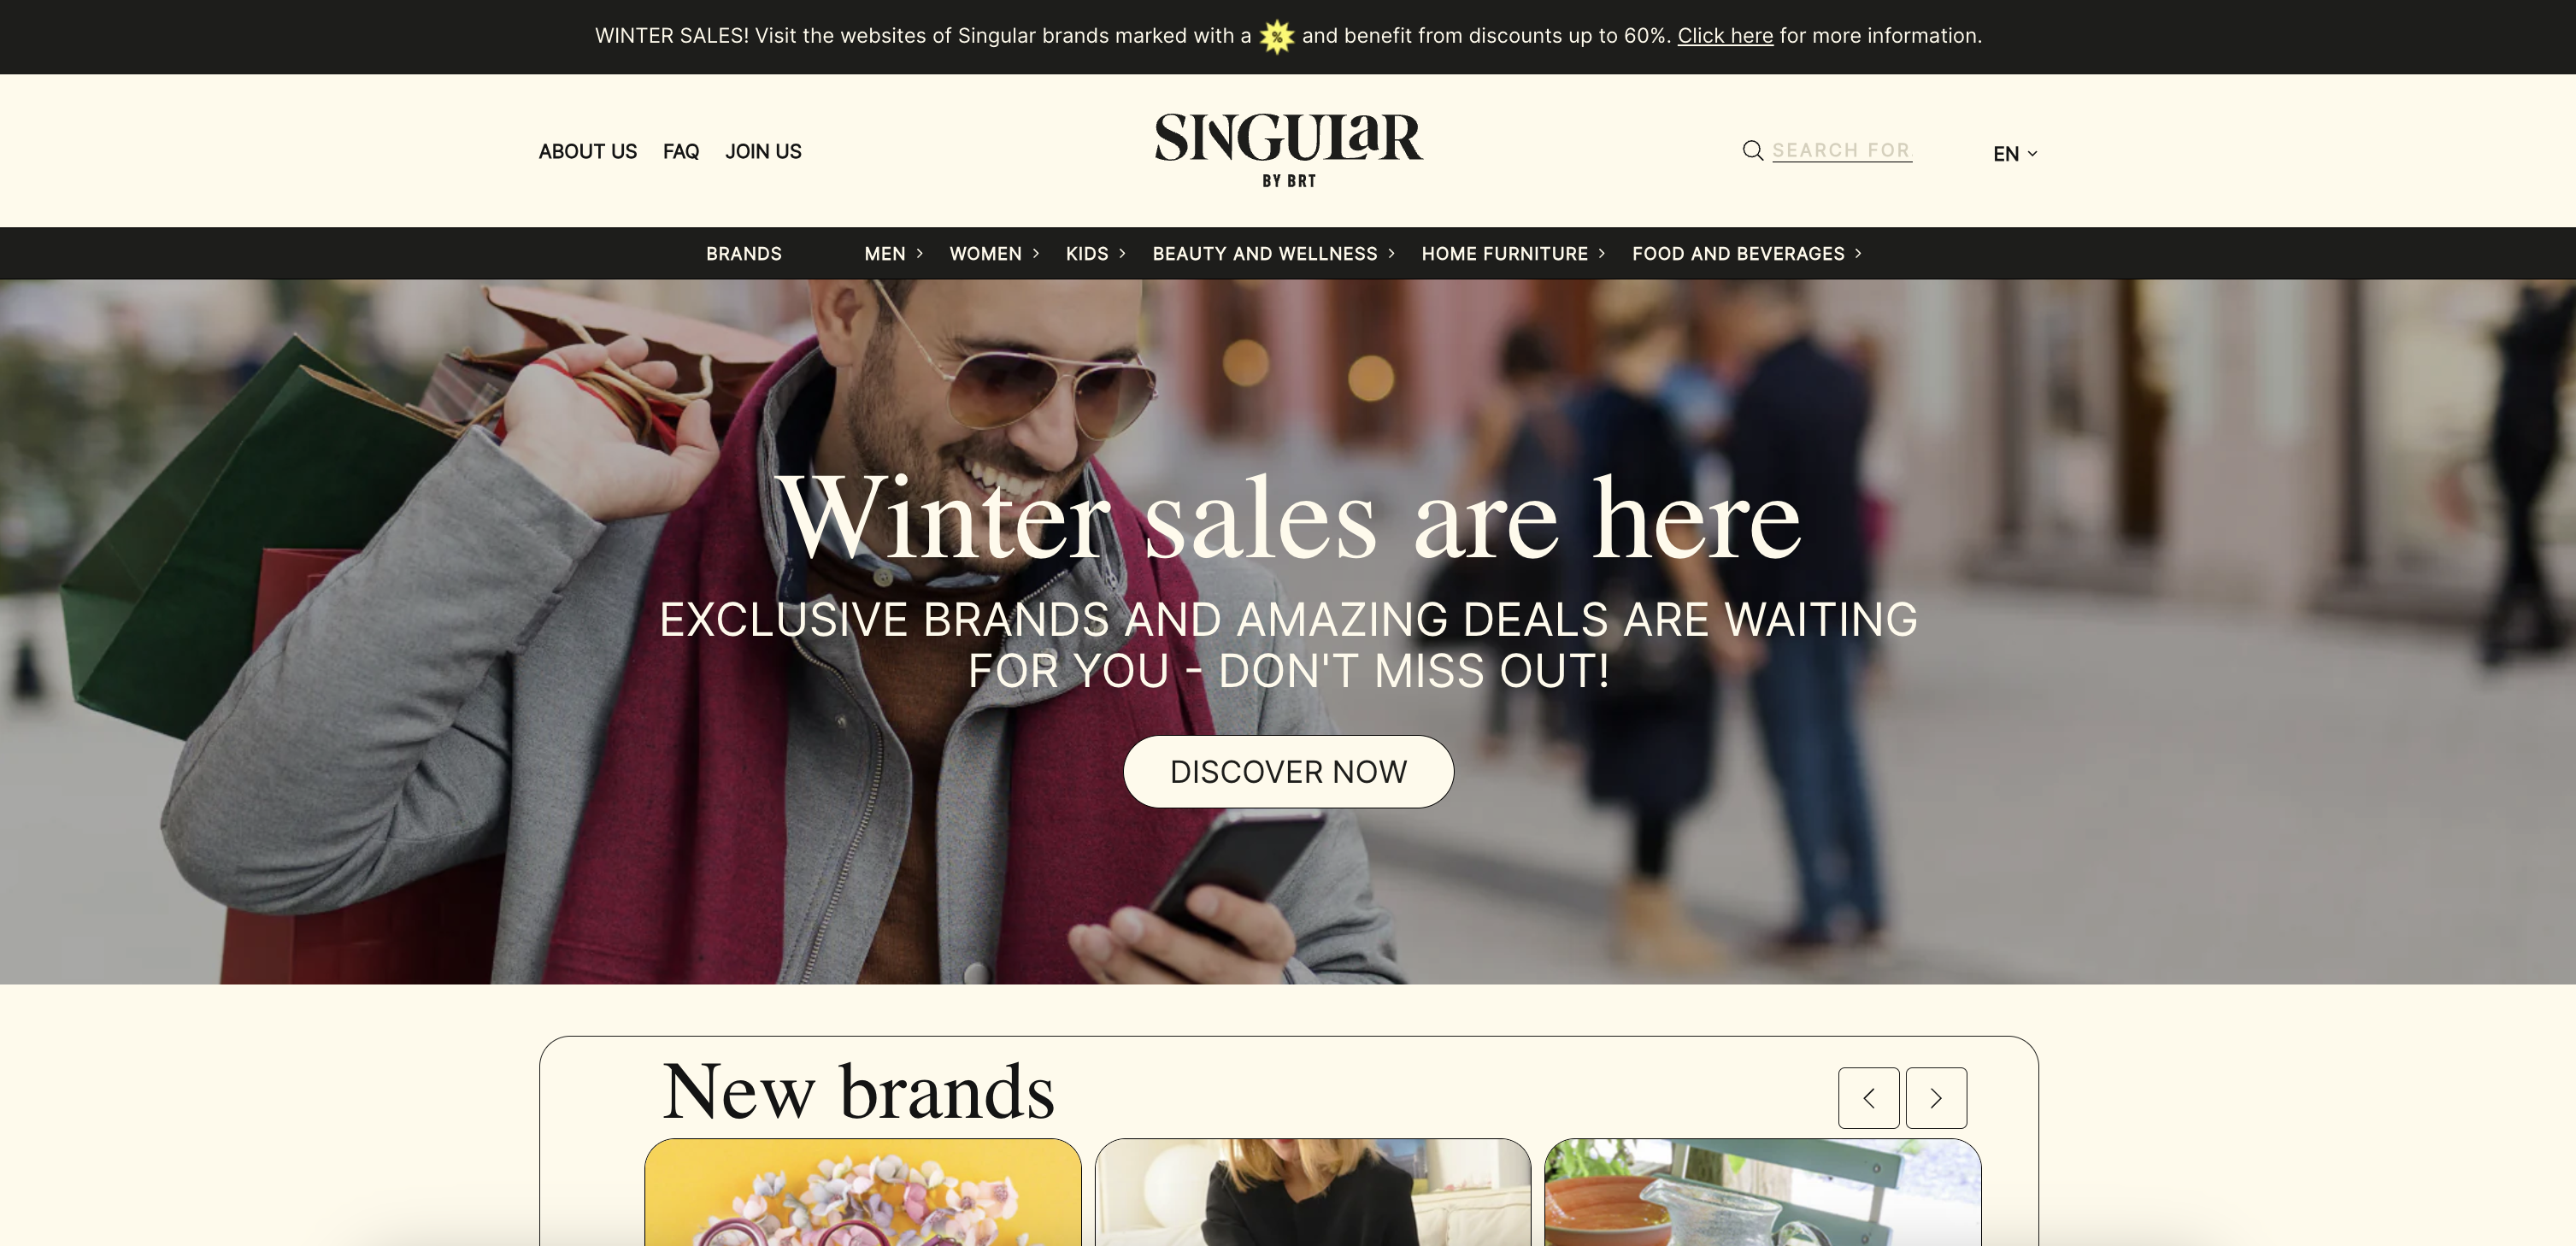 WINTER SALES! Visit the websites of Singular brands marked with a % and benefit from discounts up to 60%. Click here for more information.
ABOUT US FAQ JOIN US
SINGULaR
BY BRT
SEARCH FOR
EN
BRANDS MEN WOMEN KIDS BEAUTY AND WELLNESS HOME FURNITURE FOOD AND BEVERAGES
Winter sales are here
EXCLUSIVE BRANDS AND AMAZING DEALS ARE WAITING
FOR YOU - DON'T MISS OUT!
DISCOVER NOW
New brands